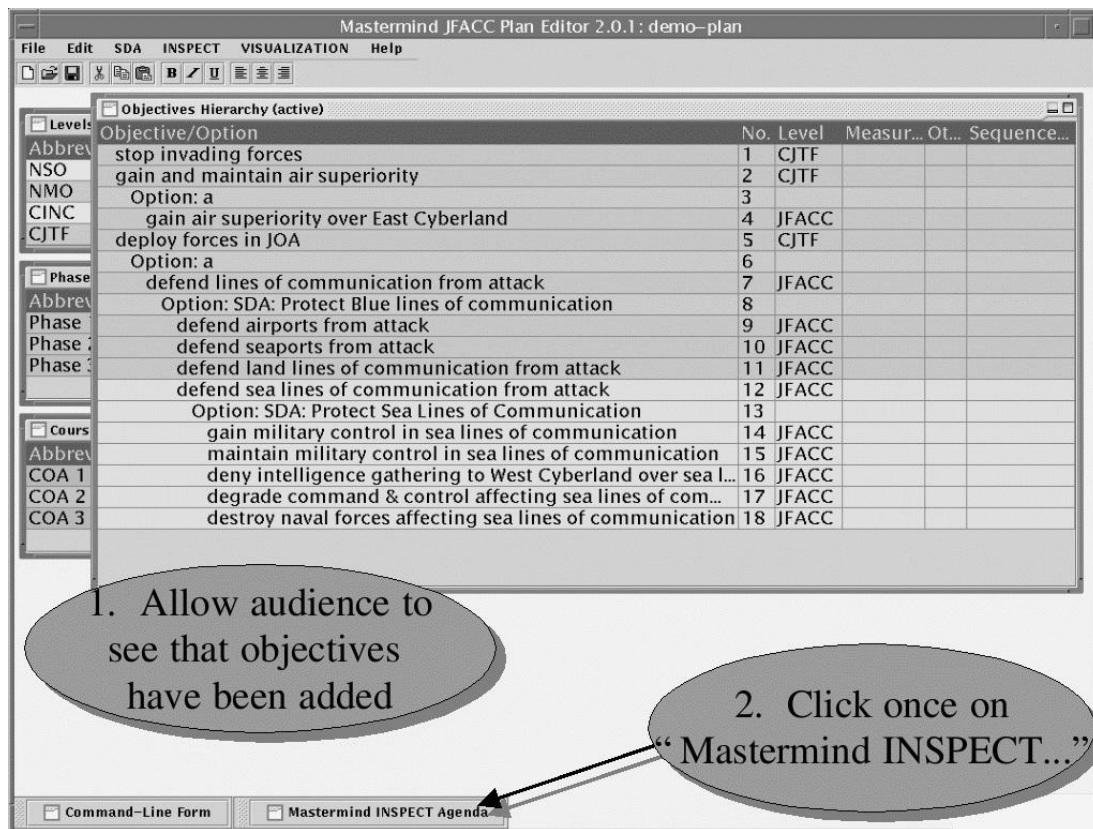 Mastermind JFACC Plan Editor 2.0.1: demo-plan
File Edit SDA INSPECT VISUALIZATION Help
B I U
Objectives Hierarchy (active)
Objective/Option No. Level Measur... Ot... Sequence...
stop invading forces 1 CJTF
gain and maintain air superiority 2 CJTF
Option: a 3
gain air superiority over East Cyberland 4 JFACC
deploy forces in JOA 5 CJTF
Option: a 6
defend lines of communication from attack 7 JFACC
Option: SDA: Protect Blue lines of communication 8
defend airports from attack 9 JFACC
defend seaports from attack 10 JFACC
defend land lines of communication from attack 11 JFACC
defend sea lines of communication from attack 12 JFACC
Option: SDA: Protect Sea Lines of Communication 13
gain military control in sea lines of communication 14 JFACC
maintain military control in sea lines of communication 15 JFACC
deny intelligence gathering to West Cyberland over sea l... 16 JFACC
degrade command & control affecting sea lines of com... 17 JFACC
destroy naval forces affecting sea lines of communication 18 JFACC
Levels
Abbrev
NSO
NMO
CINC
CJTF
Phase
Abbrev
Phase 1
Phase 2
Phase 3
Cours
Abbrev
COA 1
COA 2
COA 3
1. Allow audience to
see that objectives
have been added
2. Click once on
“Mastermind INSPECT...”
Command-Line Form
Mastermind INSPECT Agenda